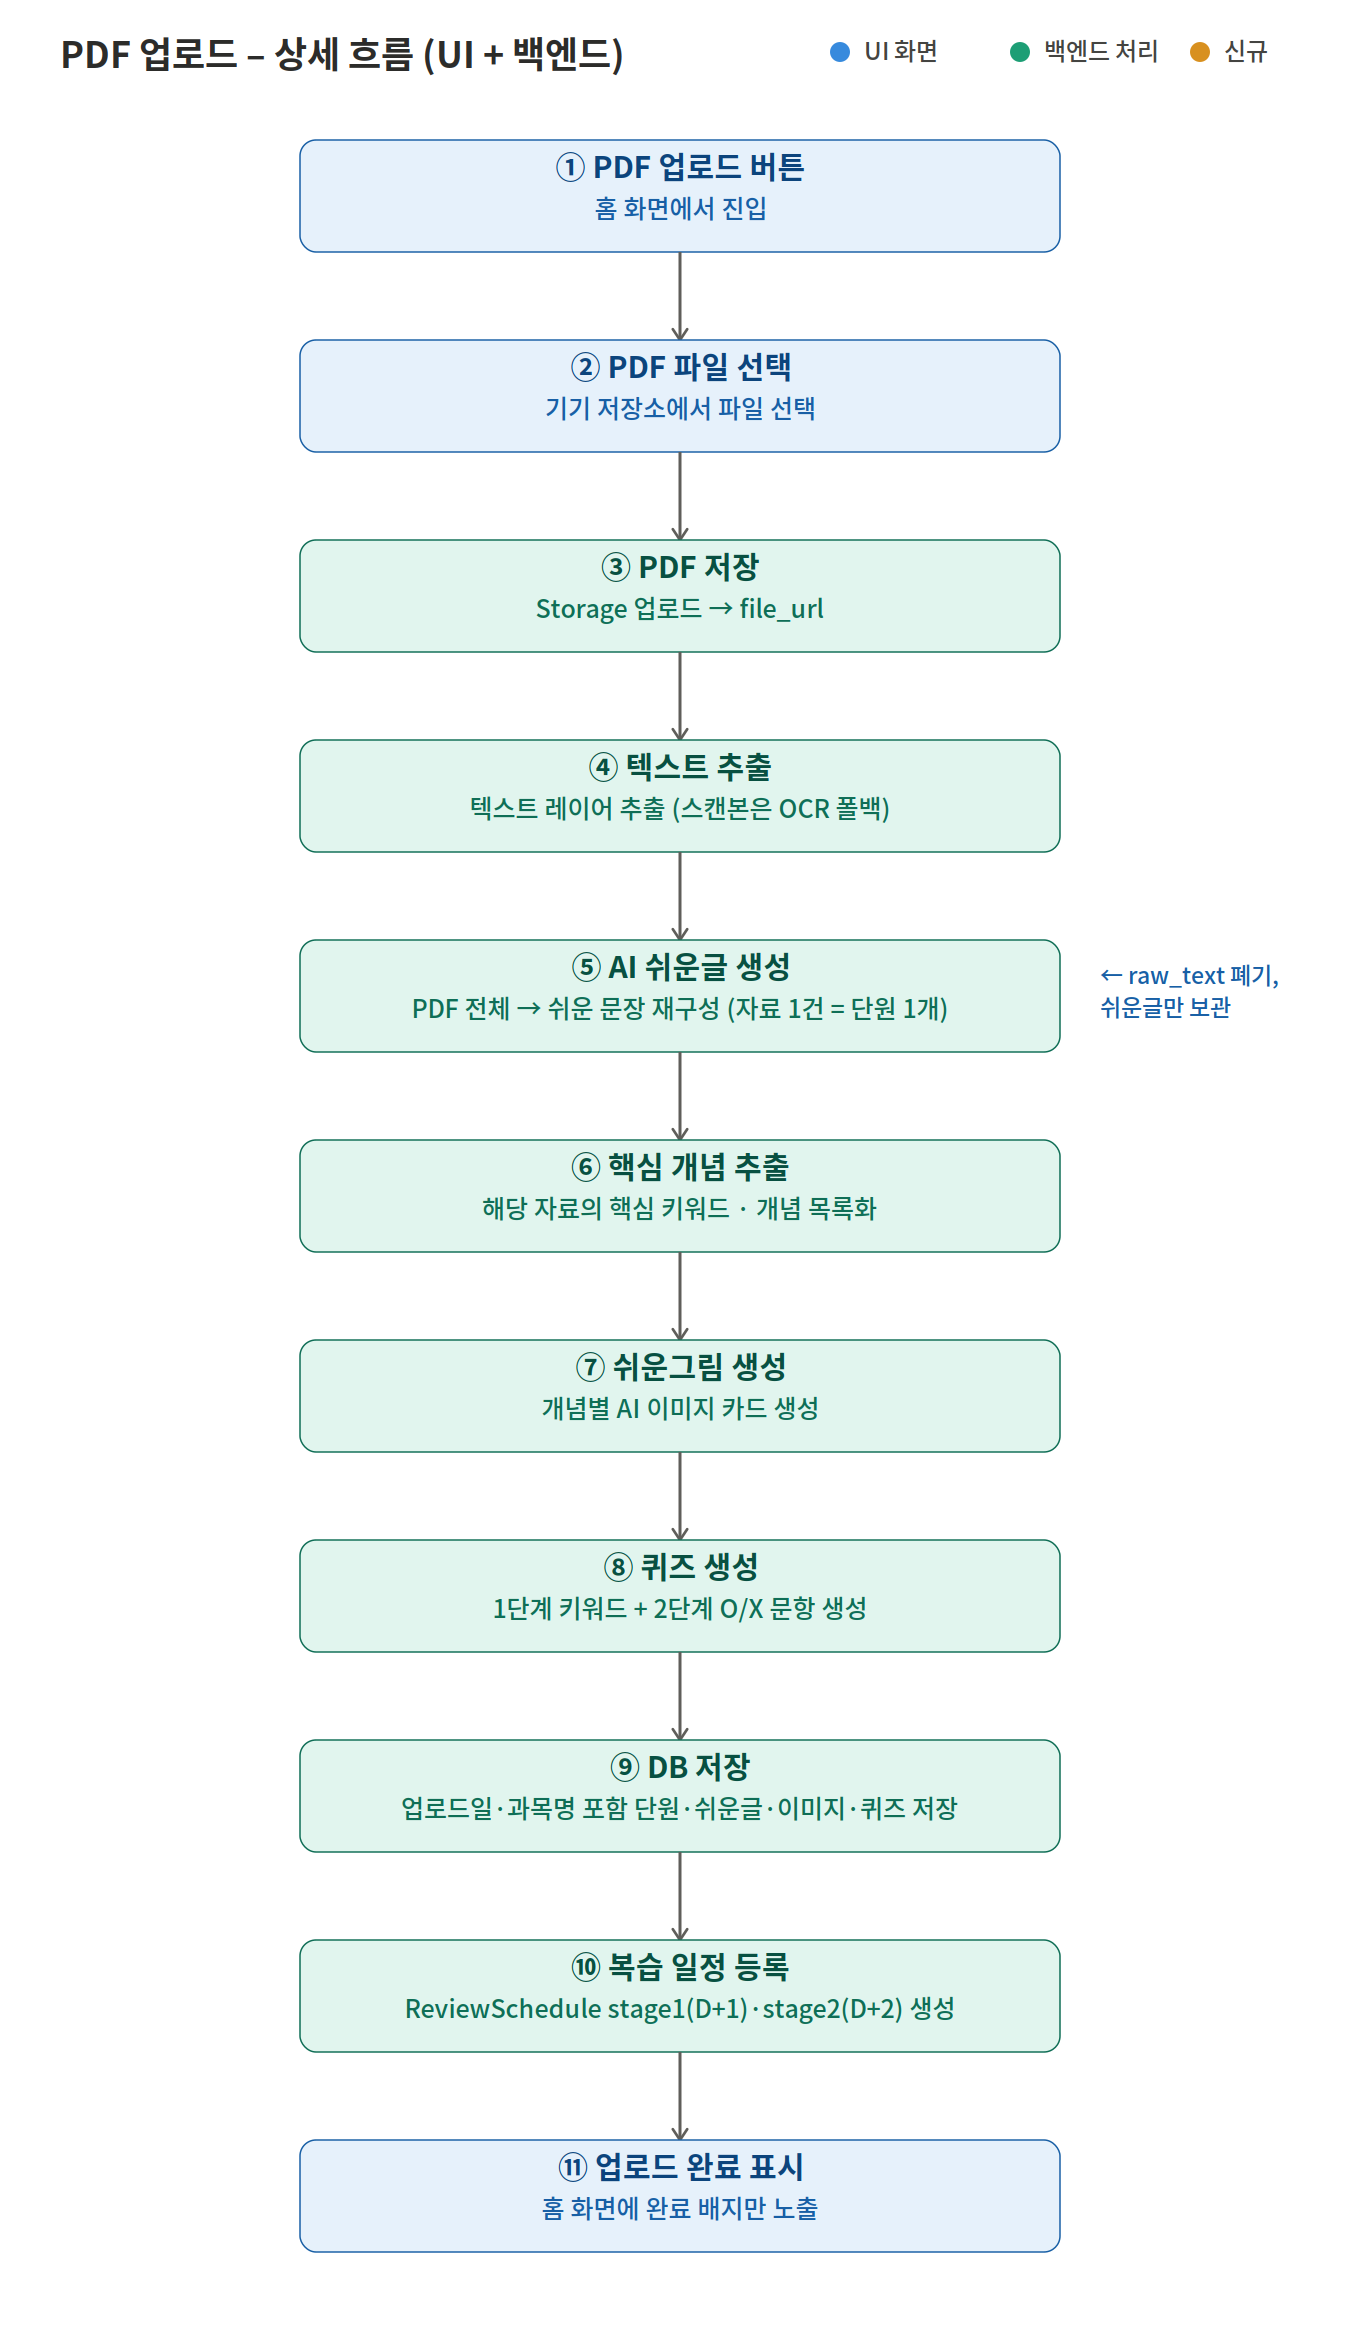 PDF 업로드 – 상세 흐름 (UI + 백엔드)
UI 화면
백엔드 처리
신규
① PDF 업로드 버튼
홈 화면에서 진입
② PDF 파일 선택
기기 저장소에서 파일 선택
③ PDF 저장
Storage 업로드 → file_url
④ 텍스트 추출
텍스트 레이어 추출 (스캔본은 OCR 폴백)
⑤ AI 쉬운글 생성
PDF 전체 → 쉬운 문장 재구성 (자료 1건 = 단원 1개)
← raw_text 폐기,
쉬운글만 보관
⑥ 핵심 개념 추출
해당 자료의 핵심 키워드 · 개념 목록화
⑦ 쉬운그림 생성
개념별 AI 이미지 카드 생성
⑧ 퀴즈 생성
1단계 키워드 + 2단계 O/X 문항 생성
⑨ DB 저장
업로드일·과목명 포함 단원·쉬운글·이미지·퀴즈 저장
⑩ 복습 일정 등록
ReviewSchedule stage1(D+1)·stage2(D+2) 생성
⑪ 업로드 완료 표시
홈 화면에 완료 배지만 노출